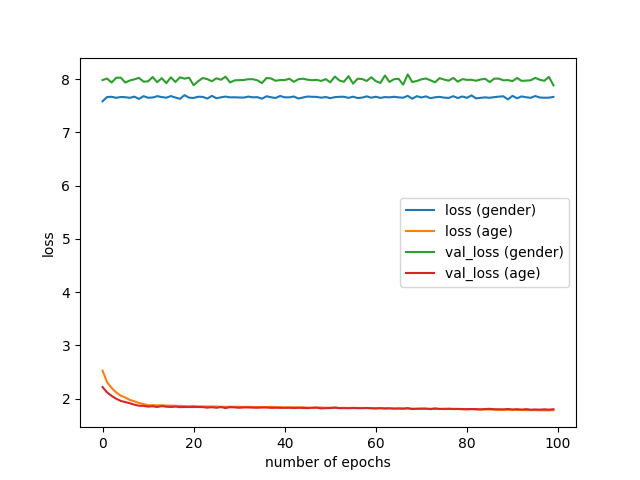 8
7
6
5
4
3
2
loss
loss (gender)
loss (age)
val_loss (gender)
val_loss (age)
0 20 40 60 80 100
number of epochs